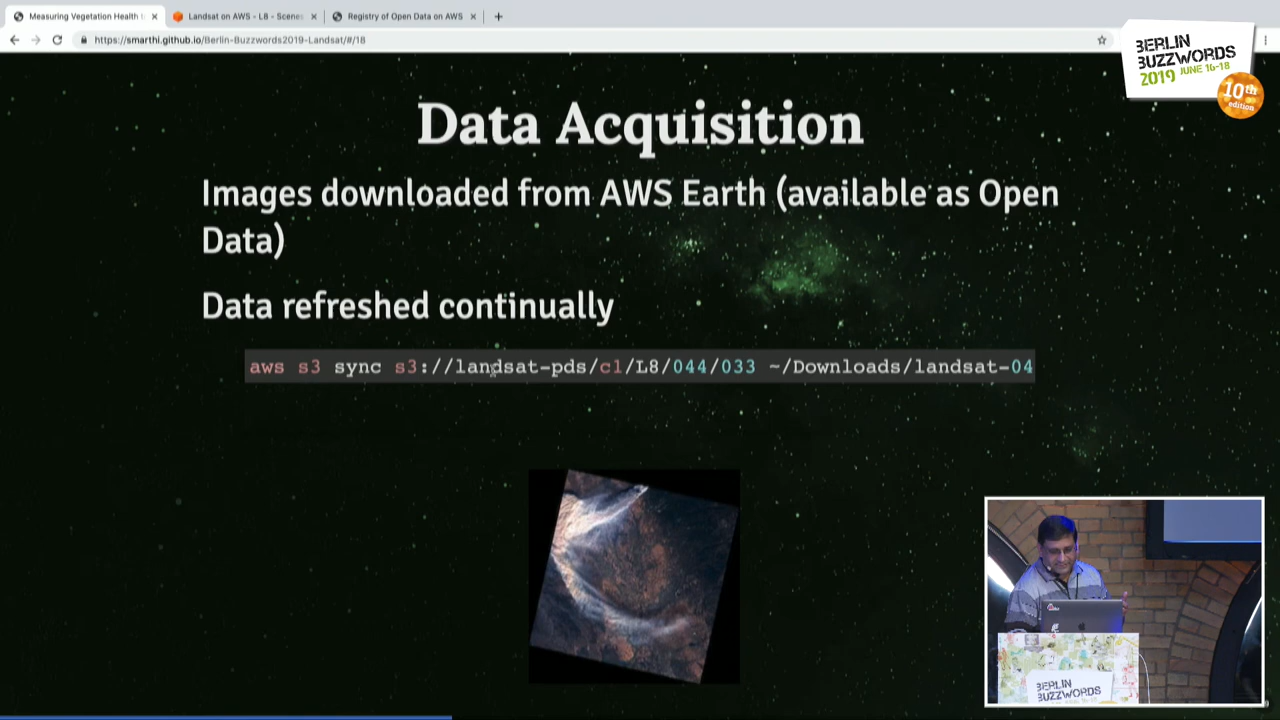 Measuring Vegetation Health t
Landsat on AWS - L8 - Scenes
Registry of Open Data on AWS
https://smarthi.github.io/Berlin-Buzzwords2019-Landsat/#/18
BERLIN
BUZZWORDS
2019 JUNE 16-18
10th
edition
Data Acquisition
Images downloaded from AWS Earth (available as Open
Data)
Data refreshed continually
aws s3 sync s3://landsat-pds/c1/L8/044/033 ~/Downloads/landsat-04
BERLIN
BUZZWORDS